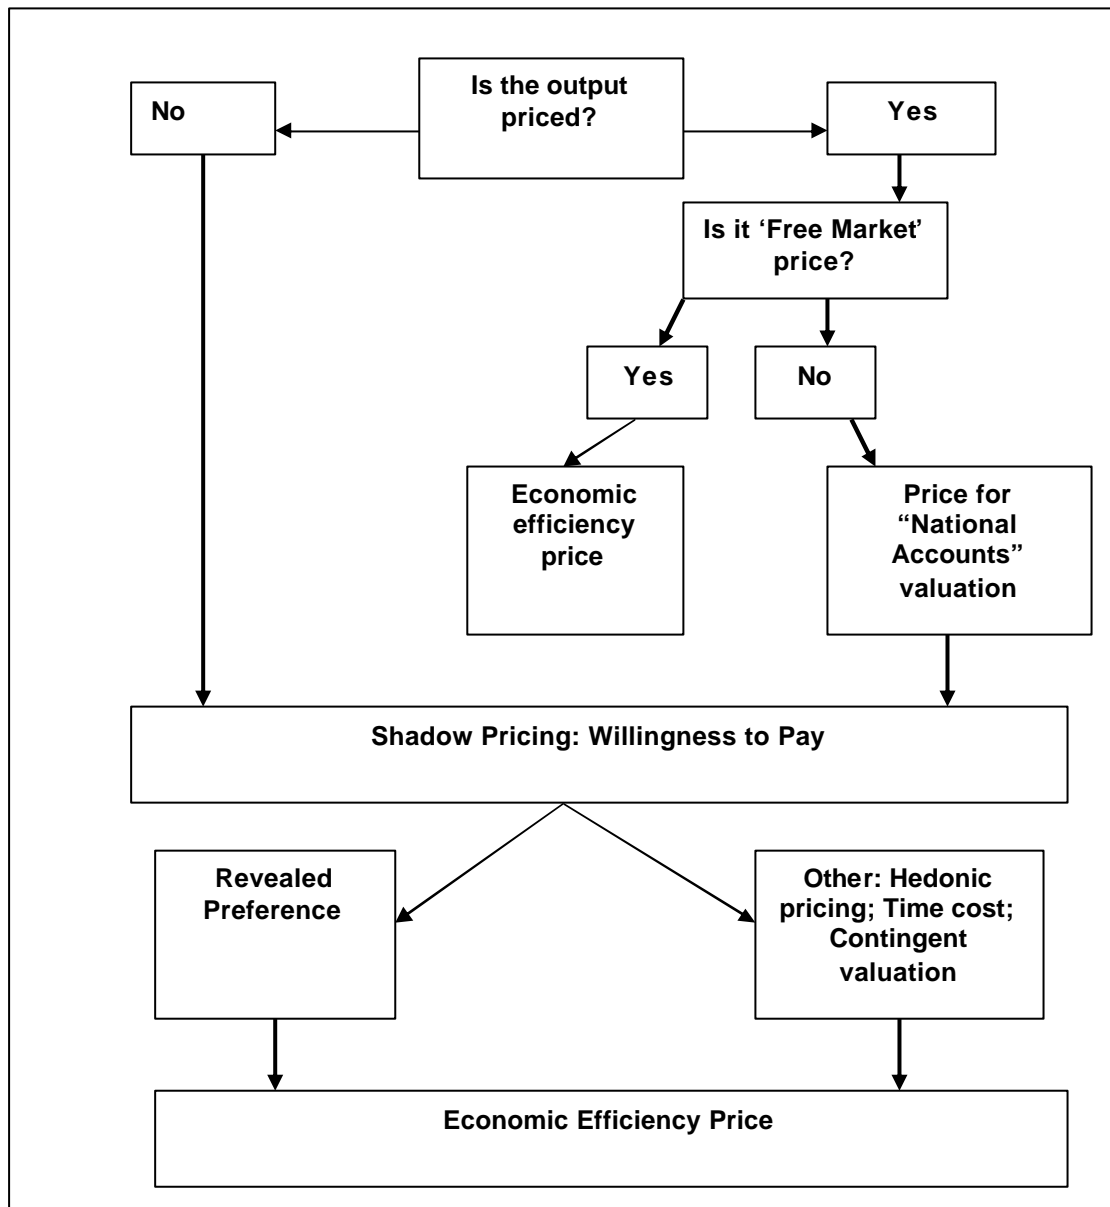 Is the output
priced?
No
Yes
Is it ‘Free Market’
price?
Yes
No
Economic
efficiency
price
Price for
“National
Accounts”
valuation
Shadow Pricing: Willingness to Pay
Revealed
Preference
Other: Hedonic
pricing; Time cost;
Contingent
valuation
Economic Efficiency Price